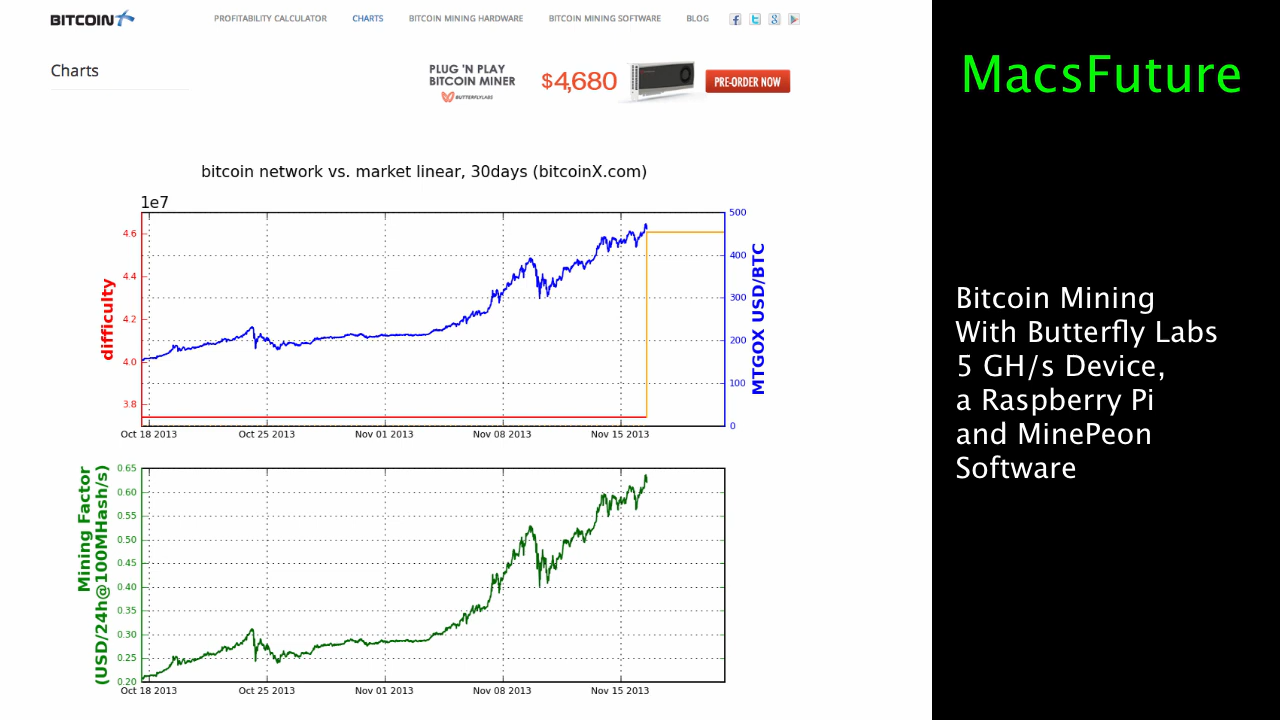 BITCOIN
PROFITABILITY CALCULATOR
CHARTS
BITCOIN MINING HARDWARE
BITCOIN MINING SOFTWARE
BLOG
Charts
PLUG 'N PLAY
BITCOIN MINER
BUTTERFLYLABS
$4,680
PRE-ORDER NOW
MacsFuture
bitcoin network vs. market linear, 30days (bitcoinX.com)
1e7
4.6
4.4
4.2
4.0
3.8
difficulty
500
400
300
200
100
0
MTGOX USD/BTC
Oct 18 2013
Oct 25 2013
Nov 01 2013
Nov 08 2013
Nov 15 2013
Bitcoin Mining
With Butterfly Labs
5 GH/s Device,
a Raspberry Pi
and MinePeon
Software
0.65
0.60
0.55
0.50
0.45
0.40
0.35
0.30
0.25
0.20
Mining Factor
(USD/24h@100MHash/s)
Oct 18 2013
Oct 25 2013
Nov 01 2013
Nov 08 2013
Nov 15 2013